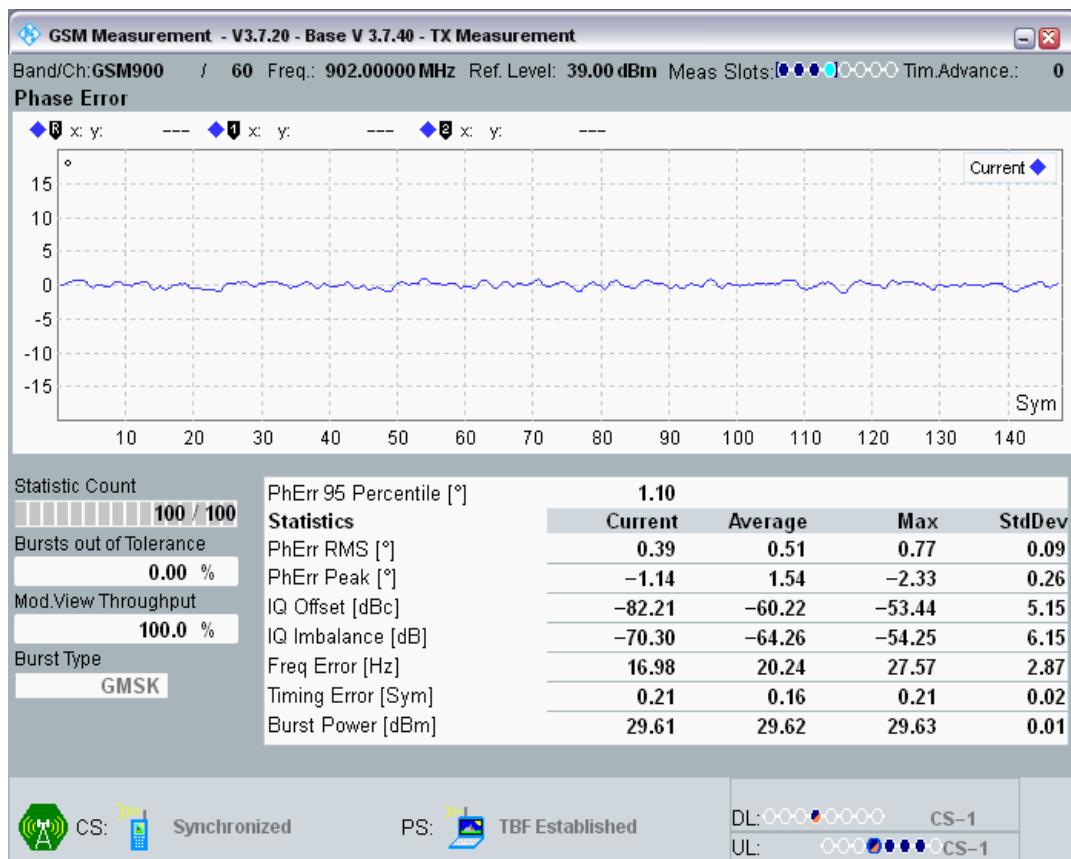 GSM Measurement - V3.7.20 - Base V 3.7.40 - TX Measurement
Band/Ch:GSM900 / 60 Freq.: 902.00000 MHz Ref. Level: 39.00 dBm Meas Slots: Tim.Advance.: 0
Phase Error
R x: y: --- 1 x: y: --- 2 x: y: ---
°
Current
15
10
5
0
-5
-10
-15
Sym
10 20 30 40 50 60 70 80 90 100 110 120 130 140
Statistic Count
100 / 100
Bursts out of Tolerance
0.00 %
Mod.View Throughput
100.0 %
Burst Type
GMSK
PhErr 95 Percentile [°] 1.10
Statistics Current Average Max StdDev
PhErr RMS [°] 0.39 0.51 0.77 0.09
PhErr Peak [°] −1.14 1.54 −2.33 0.26
IQ Offset [dBc] −82.21 −60.22 −53.44 5.15
IQ Imbalance [dB] −70.30 −64.26 −54.25 6.15
Freq Error [Hz] 16.98 20.24 27.57 2.87
Timing Error [Sym] 0.21 0.16 0.21 0.02
Burst Power [dBm] 29.61 29.62 29.63 0.01
CS: Synchronized PS: TBF Established
DL: CS−1
UL: CS−1